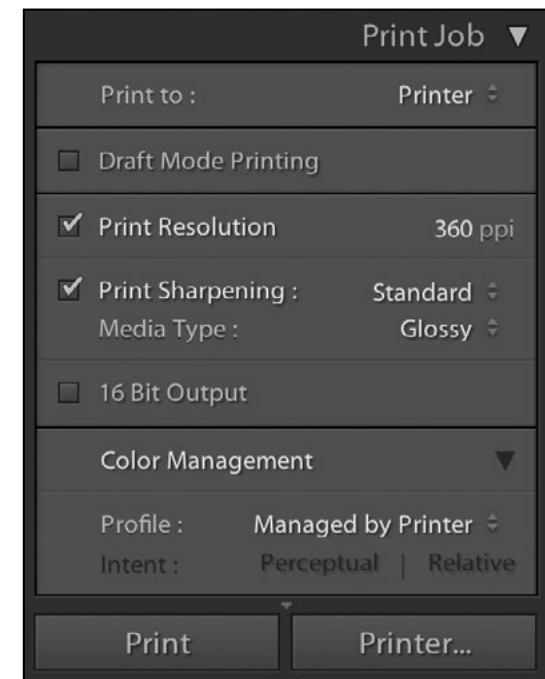 Print Job
Print to : Printer
Draft Mode Printing
Print Resolution 360 ppi
Print Sharpening : Standard
Media Type : Glossy
16 Bit Output
Color Management
Profile : Managed by Printer
Intent : Perceptual | Relative
Print Printer...